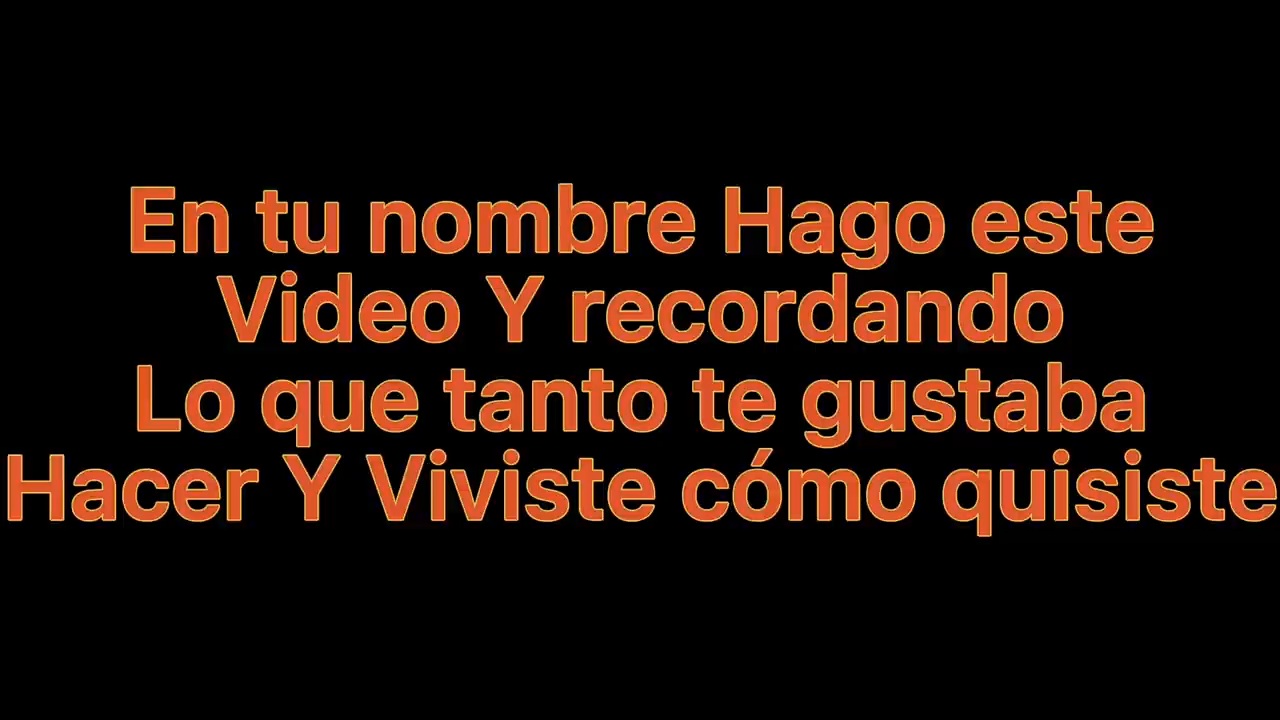 En tu nombre Hago este
Video Y recordando
Lo que tanto te gustaba
Hacer Y Viviste cómo quisiste